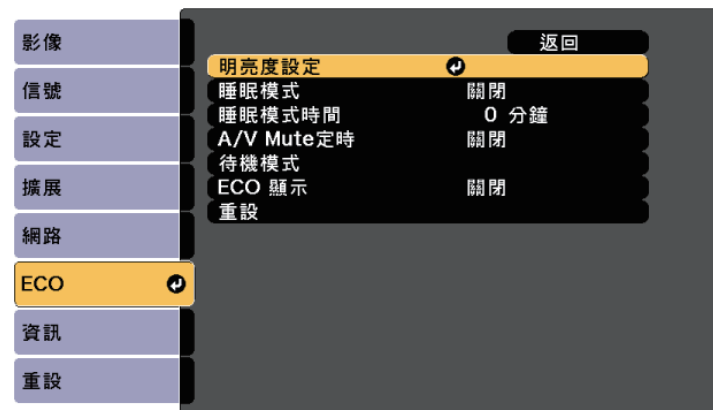 影像
信號
設定
擴展
網路
ECO
資訊
重設
返回
明亮度設定
睡眠模式 關閉
睡眠模式時間 0 分鐘
A/V Mute定時 關閉
待機模式
ECO 顯示 關閉
重設